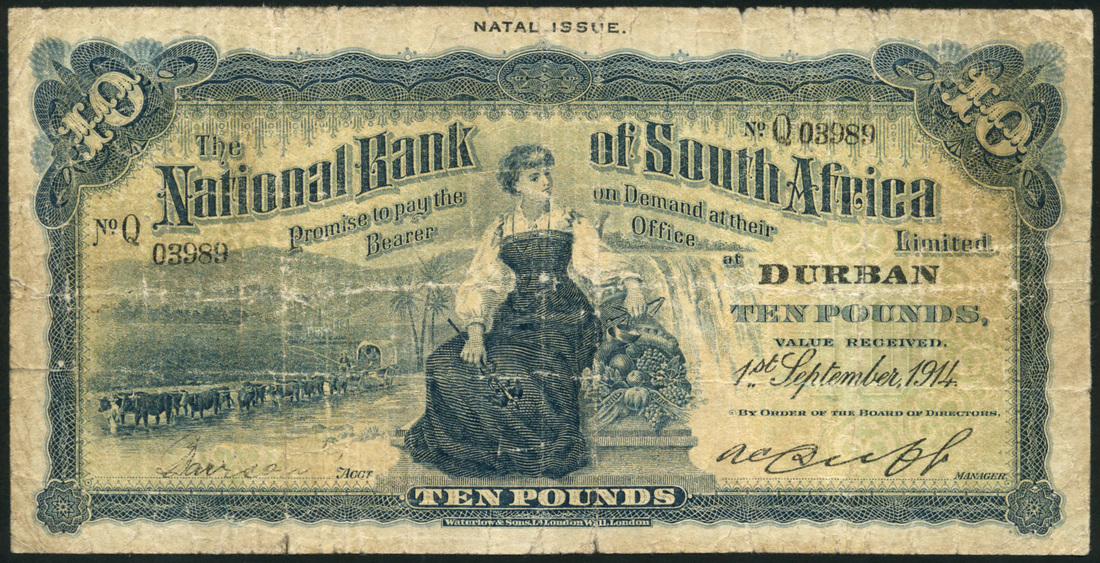 NATAL ISSUE.
The
National Bank of South Africa
Limited.
Nº Q 03989
Nº Q
03989
Promise to pay the
Bearer
on Demand at their
Office
at DURBAN
TEN POUNDS,
VALUE RECEIVED.
1st September, 1914
By Order of the Board of Directors.
ACCT
MANAGER
TEN POUNDS
Waterlow & Sons, Ld London Wall, London